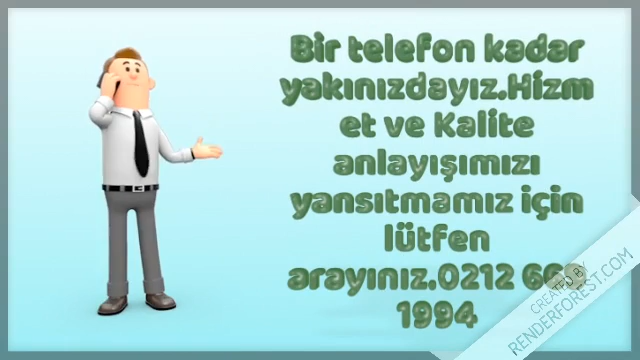 Bir telefon kadar
yakınızdayız.Hizm
et ve Kalite
anlayışımızı
yansıtmamız için
lütfen
arayınız.0212
1994
CREATED BY
RENDERFOREST.COM